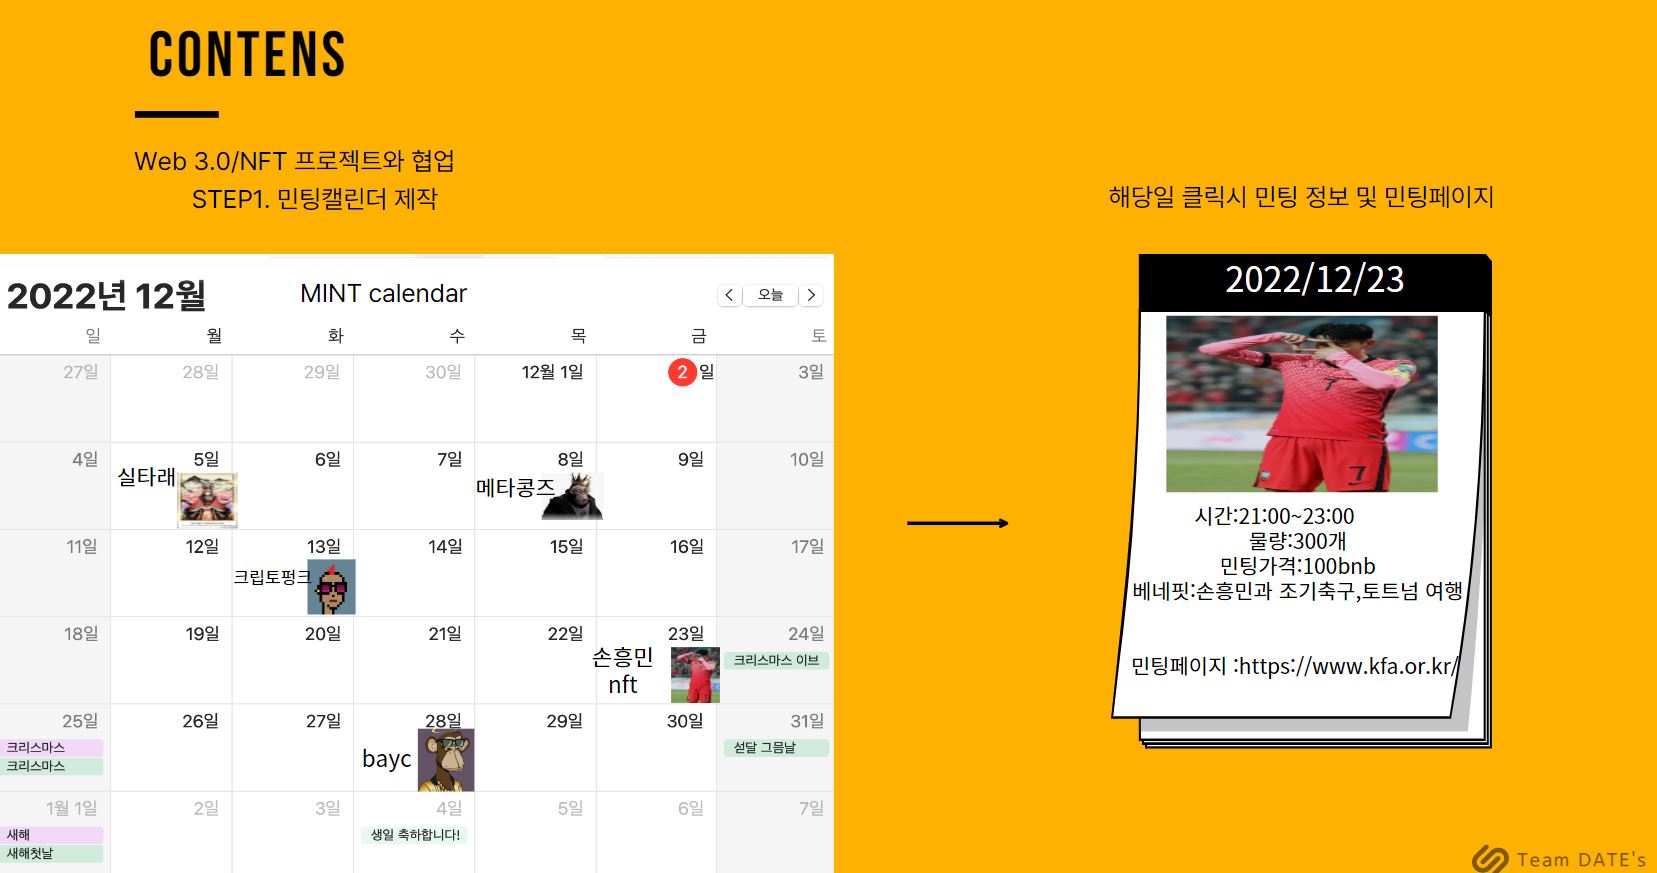 CONTENS
Web 3.0/NFT 프로젝트와 협업
STEP1. 민팅캘린더 제작
해당일 클릭시 민팅 정보 및 민팅페이지
2022년 12월
MINT calendar
< 오늘 >
일 월 화 수 목 금 토
27일 28일 29일 30일 12월 1일 2일 3일
4일 5일 6일 7일 8일 9일 10일
실타래
메타콩즈
11일 12일 13일 14일 15일 16일 17일
크립토펑크
18일 19일 20일 21일 22일 23일 24일
손흥민
nft
크리스마스 이브
25일 26일 27일 28일 29일 30일 31일
크리스마스
크리스마스
bayc
섣달 그믐날
1월 1일 2일 3일 4일 5일 6일 7일
새해
새해첫날
생일 축하합니다!
2022/12/23
7
7
시간:21:00~23:00
물량:300개
민팅가격:100bnb
베네핏:손흥민과 조기축구,토트넘 여행
민팅페이지 :https://www.kfa.or.kr/
Team DATE's